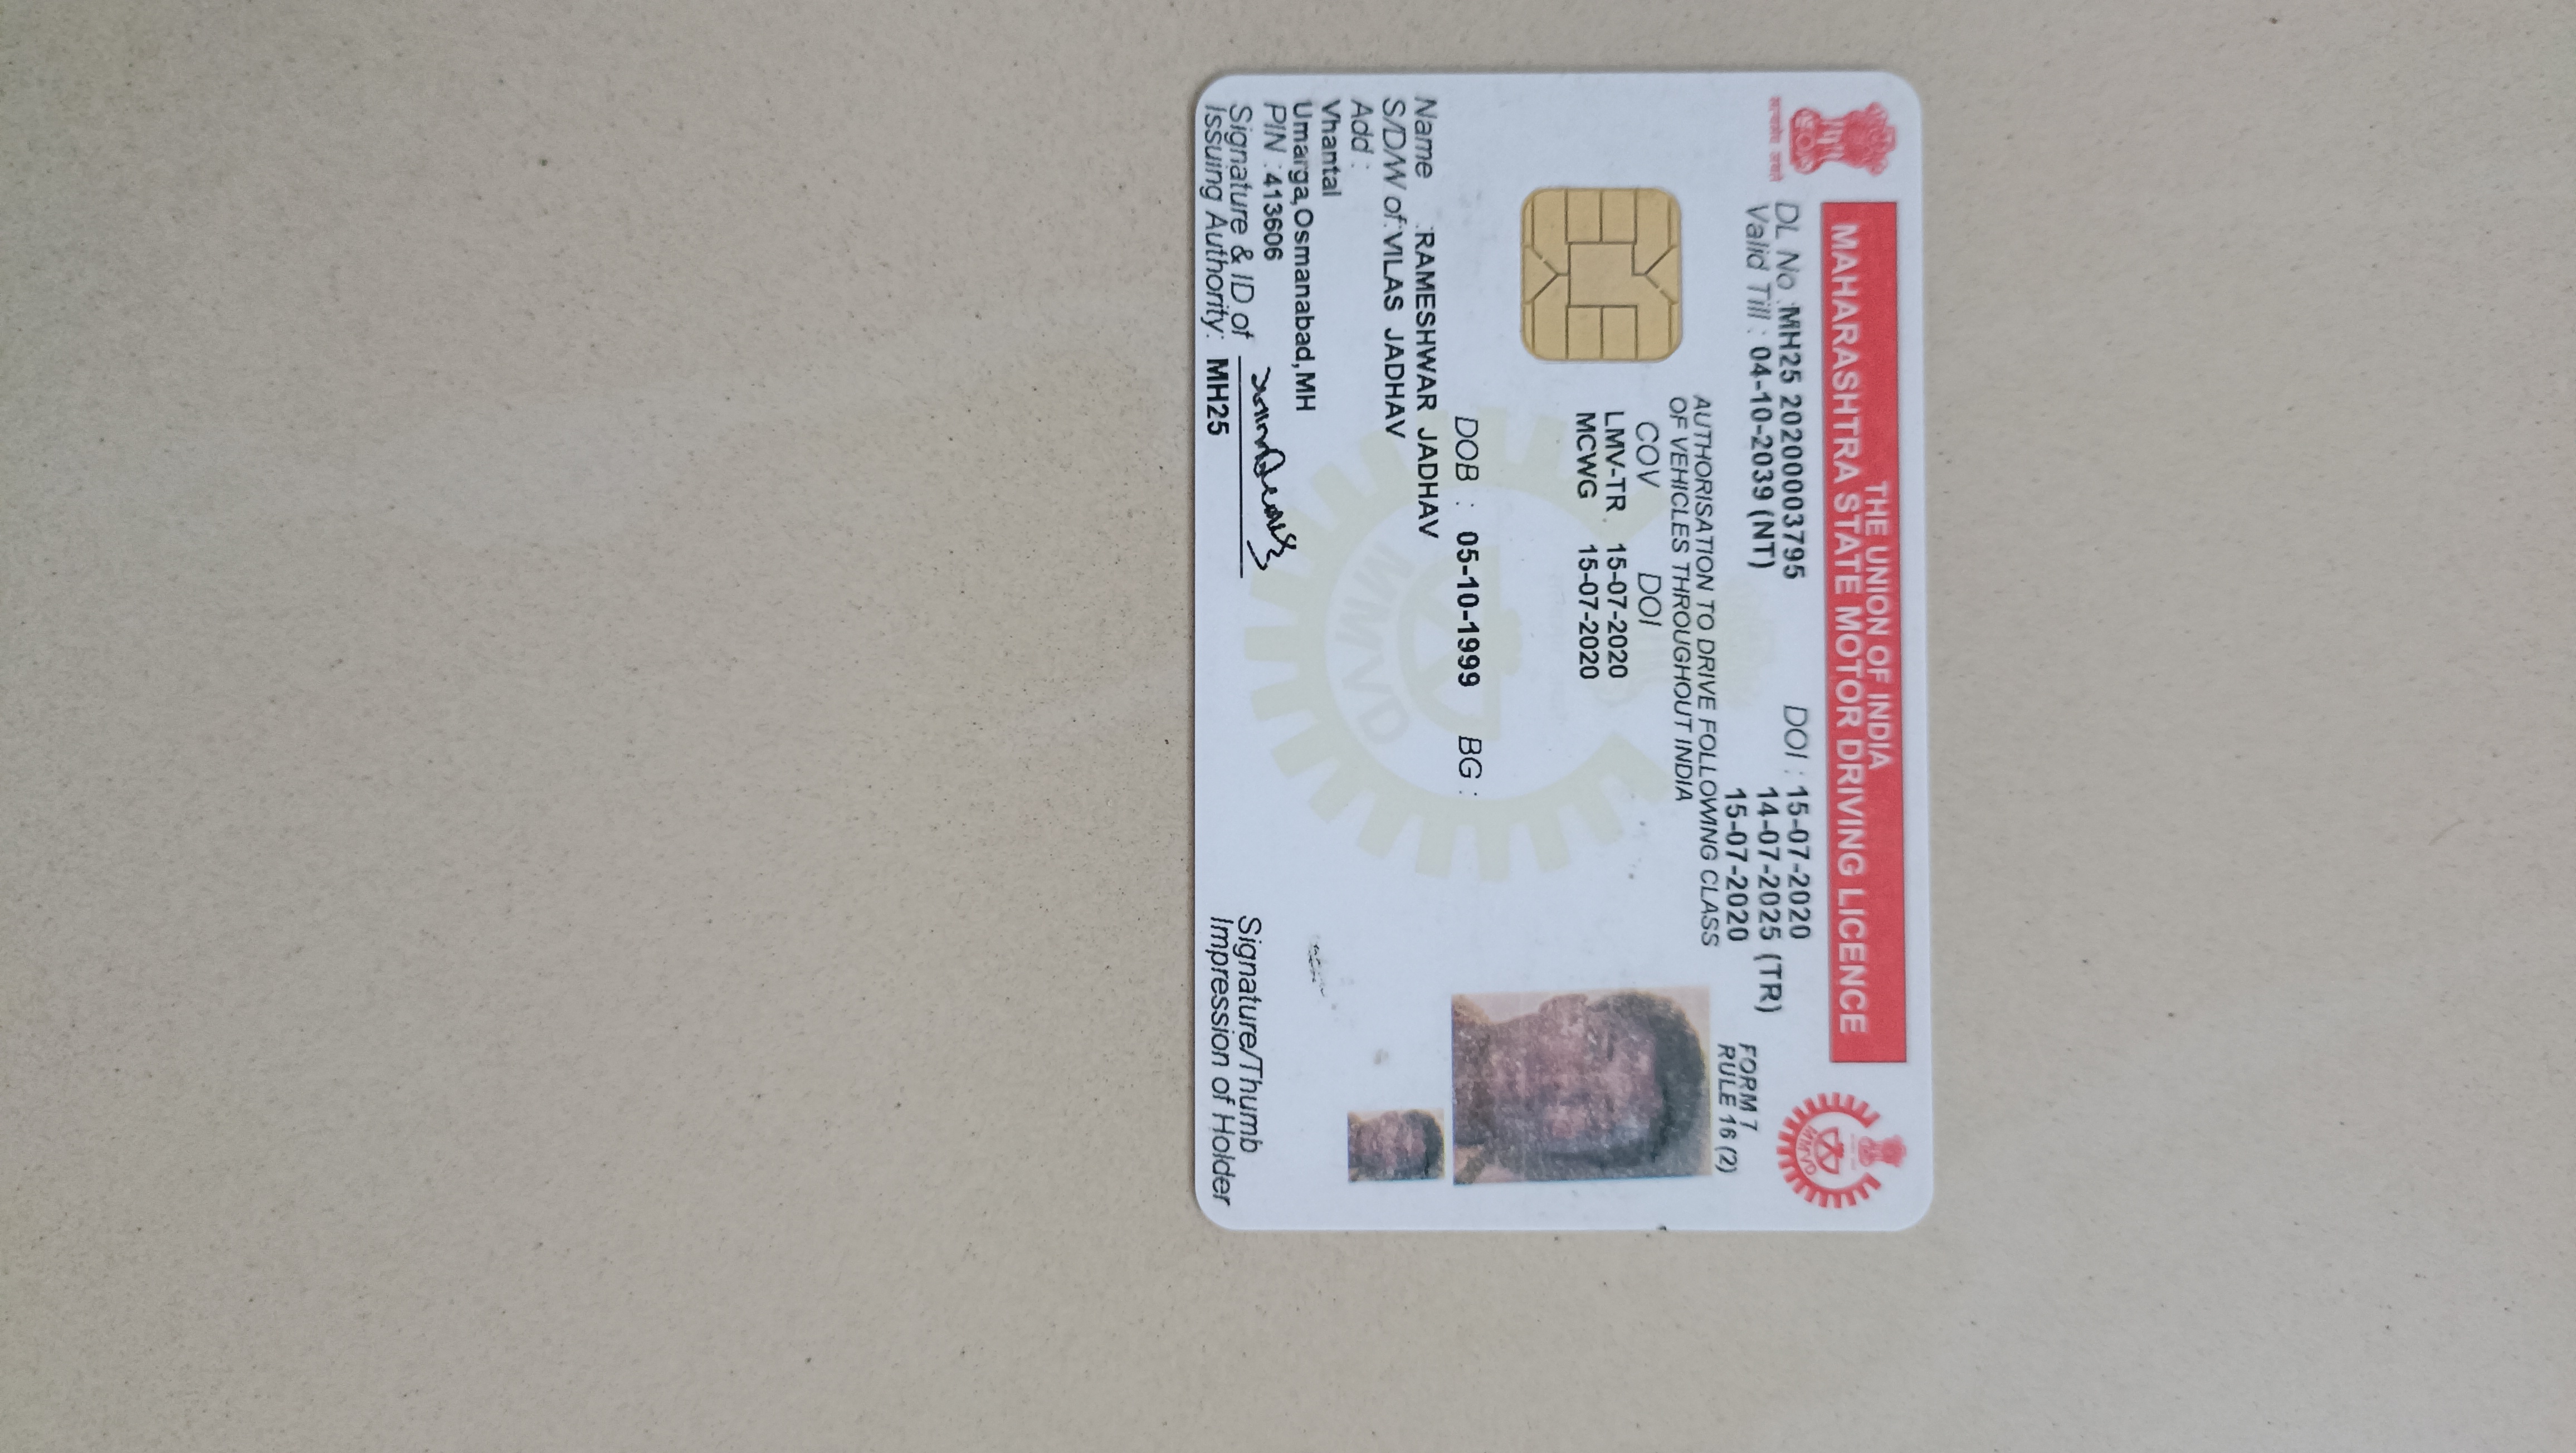 THE UNION OF INDIA
MAHARASHTRA STATE MOTOR DRIVING LICENCE
DL No :MH25 20200003795 DOI : 15-07-2020
Valid Till : 04-10-2039 (NT) 14-07-2025 (TR)
15-07-2020
FORM 7
RULE 16 (2)
AUTHORISATION TO DRIVE FOLLOWING CLASS
OF VEHICLES THROUGHOUT INDIA
COV DOI
LMV-TR 15-07-2020
MCWG 15-07-2020
DOB : 05-10-1999 BG :
Name :RAMESHWAR JADHAV
S/D/W of:VILAS JADHAV
Add :
Vhantal
Umarga,Osmanabad,MH
PIN :413606
Signature & ID of
Issuing Authority: MH25
Signature/Thumb
Impression of Holder
MMVD
MMVD